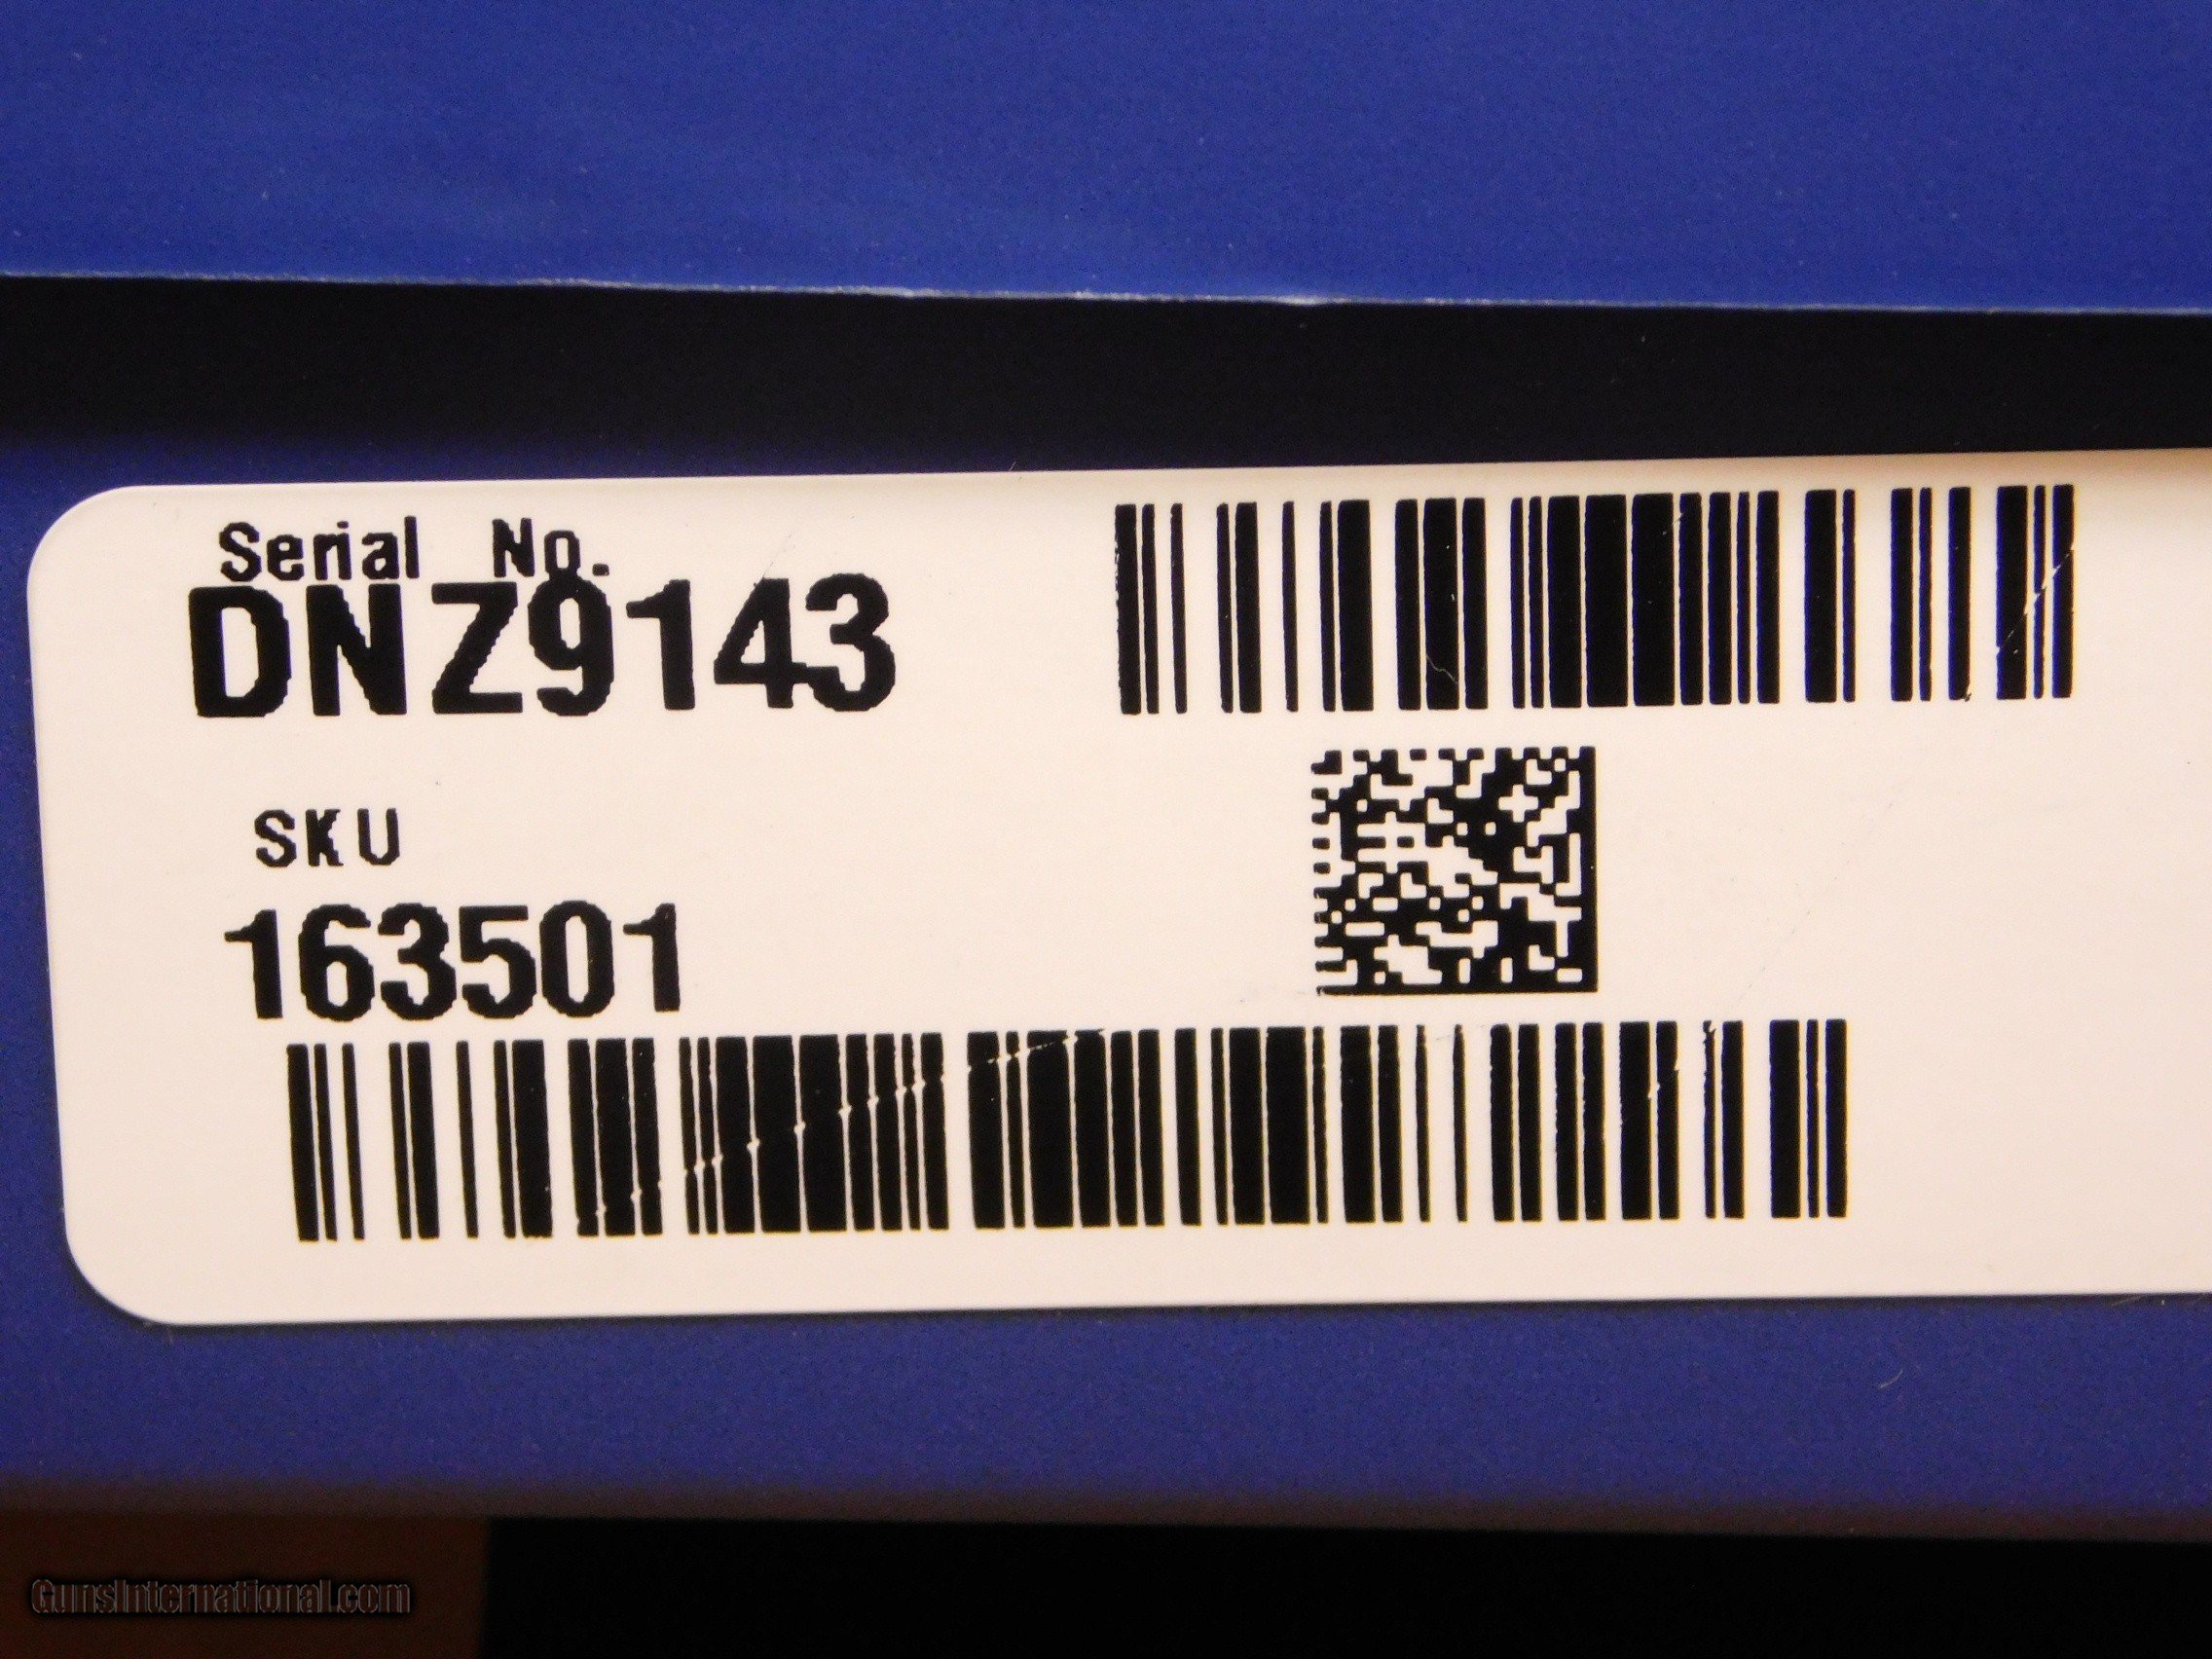 Serial No.
DNZ9143
SKU
163501
GunsInternational.com